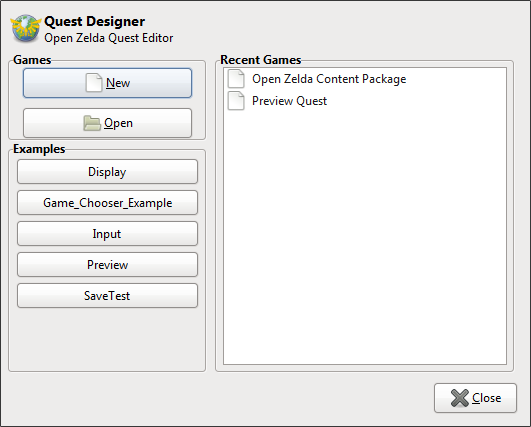 Quest Designer
Open Zelda Quest Editor
Games
New
Open
Examples
Display
Game_Chooser_Example
Input
Preview
SaveTest
Recent Games
Open Zelda Content Package
Preview Quest
Close